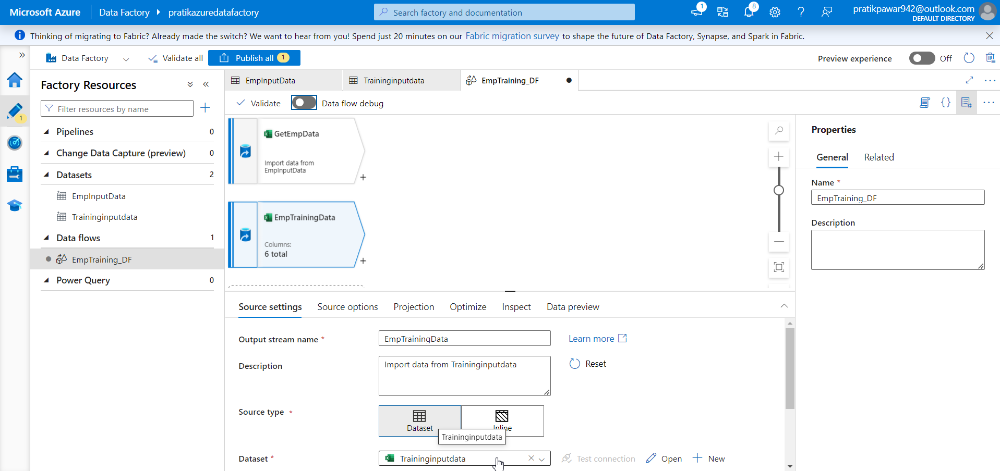 Microsoft Azure
Data Factory
pratikazuredatafactory
Search factory and documentation
1
8
pratikpawar942@outlook.com
DEFAULT DIRECTORY
Thinking of migrating to Fabric? Already made the switch? We want to hear from you! Spend just 20 minutes on our Fabric migration survey to shape the future of Data Factory, Synapse, and Spark in Fabric.
Data Factory
Validate all
Publish all 1
Preview experience
Off
1
Factory Resources
Filter resources by name
Pipelines 0
Change Data Capture (preview) 0
Datasets 2
EmpInputData
Traininginputdata
Data flows 1
EmpTraining_DF
Power Query 0
EmpInputData
Traininginputdata
EmpTraining_DF
Validate
Data flow debug
GetEmpData
Import data from
EmpInputData
EmpTrainingData
Columns:
6 total
Source settings
Source options
Projection
Optimize
Inspect
Data preview
Output stream name *
EmpTrainingData
Learn more
Description
Import data from Traininginputdata
Reset
Source type *
Dataset
Inline
Traininginputdata
Dataset *
Traininginputdata
Test connection
Open
New
Properties
General
Related
Name *
EmpTraining_DF
Description